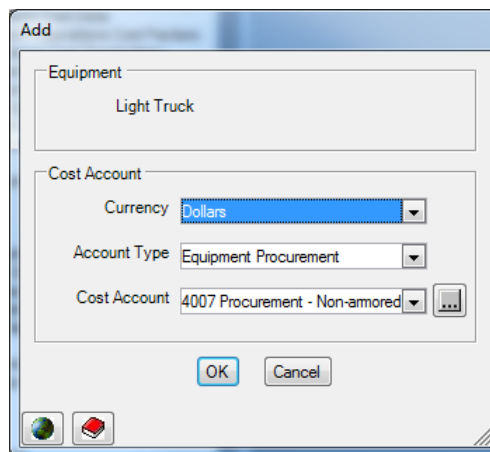 Add
Equipment
Light Truck
Cost Account
Currency Dollars
Account Type Equipment Procurement
Cost Account 4007 Procurement - Non-armored ...
OK Cancel